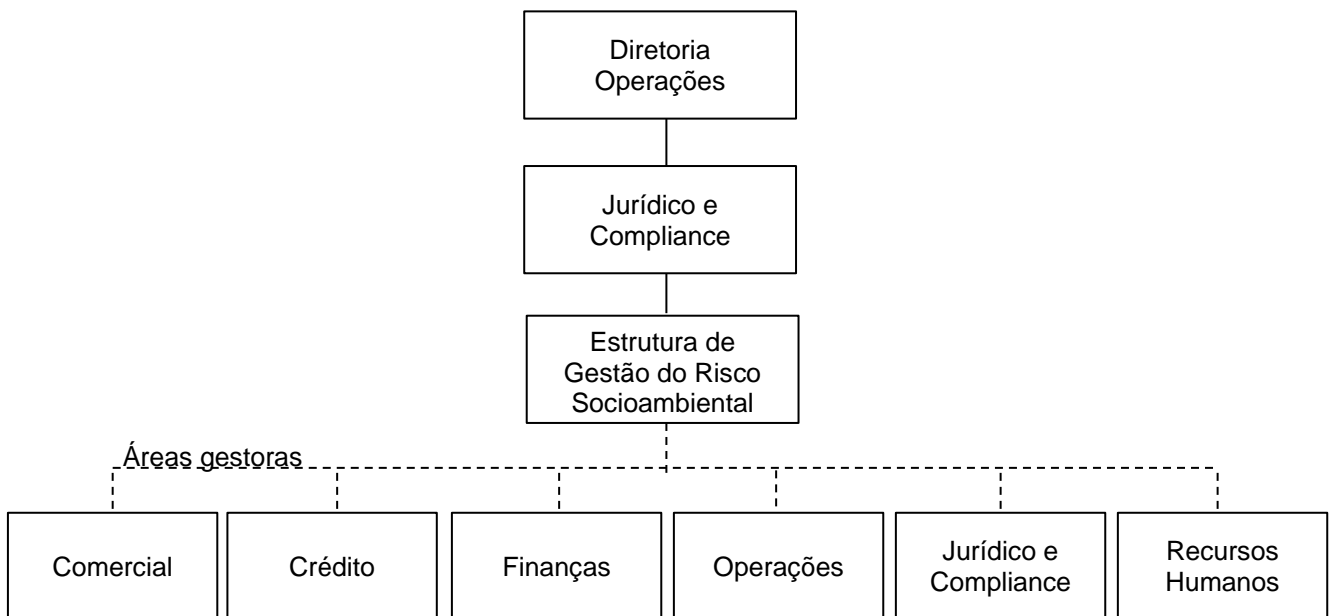 Diretoria
Operações
Jurídico e
Compliance
Estrutura de
Gestão do Risco
Socioambiental
Áreas gestoras
Comercial
Crédito
Finanças
Operações
Jurídico e
Compliance
Recursos
Humanos